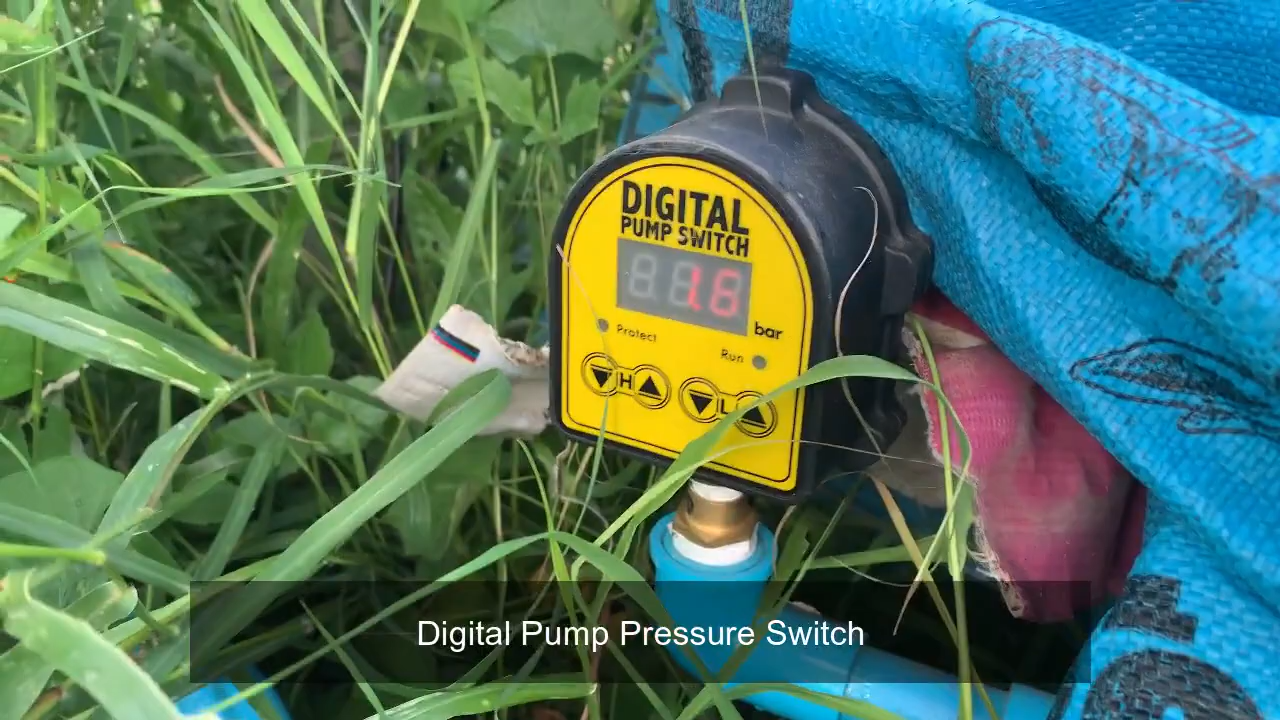 DIGITAL
PUMP SWITCH
1.6
bar
Protect
Run
H
L
Digital Pump Pressure Switch